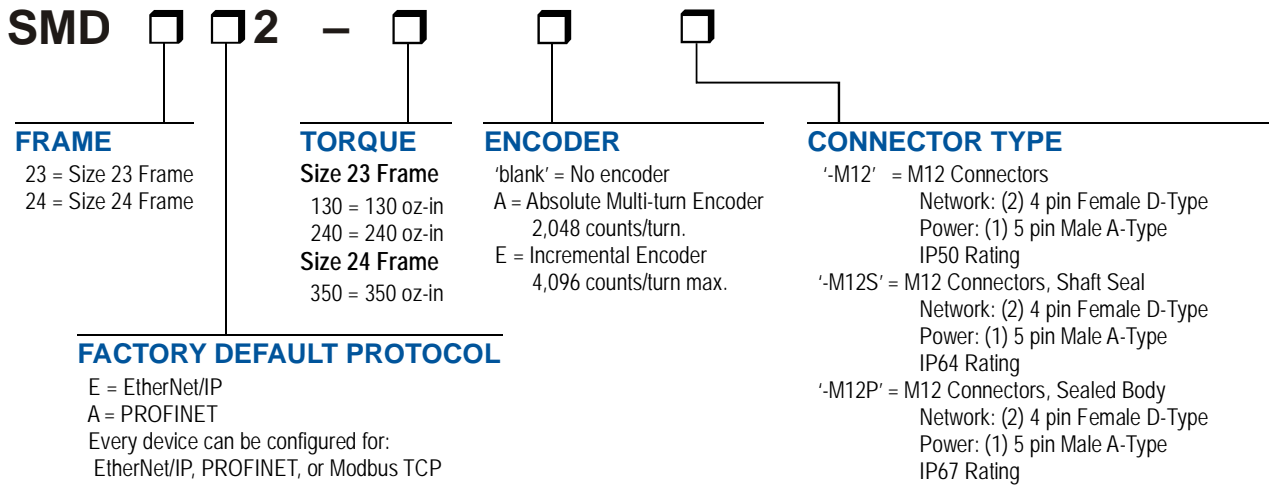 SMD 2 –
FRAME
23 = Size 23 Frame
24 = Size 24 Frame
FACTORY DEFAULT PROTOCOL
E = EtherNet/IP
A = PROFINET
Every device can be configured for:
EtherNet/IP, PROFINET, or Modbus TCP
TORQUE
Size 23 Frame
130 = 130 oz-in
240 = 240 oz-in
Size 24 Frame
350 = 350 oz-in
ENCODER
‘blank’ = No encoder
A = Absolute Multi-turn Encoder
2,048 counts/turn.
E = Incremental Encoder
4,096 counts/turn max.
CONNECTOR TYPE
‘-M12’ = M12 Connectors
Network: (2) 4 pin Female D-Type
Power: (1) 5 pin Male A-Type
IP50 Rating
‘-M12S’ = M12 Connectors, Shaft Seal
Network: (2) 4 pin Female D-Type
Power: (1) 5 pin Male A-Type
IP64 Rating
‘-M12P’ = M12 Connectors, Sealed Body
Network: (2) 4 pin Female D-Type
Power: (1) 5 pin Male A-Type
IP67 Rating